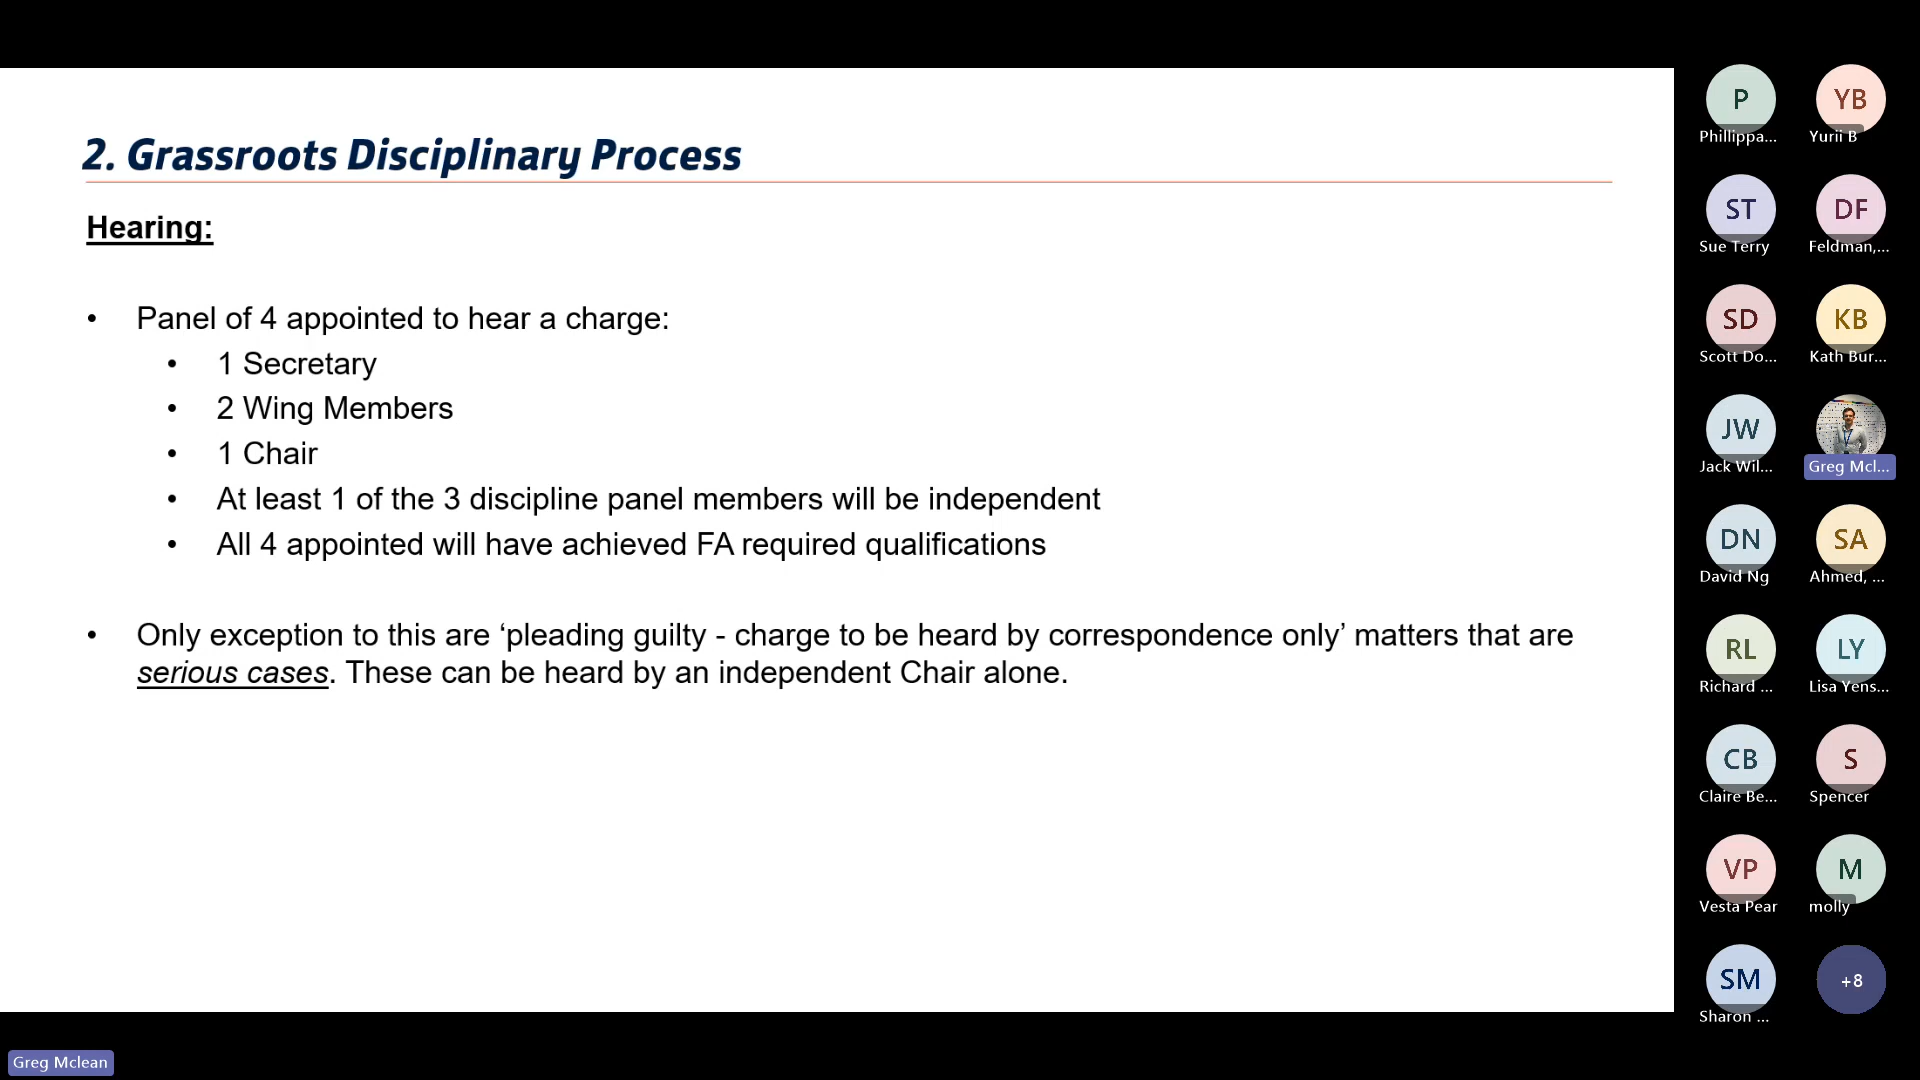 2. Grassroots Disciplinary Process
Hearing:
• Panel of 4 appointed to hear a charge:
• 1 Secretary
• 2 Wing Members
• 1 Chair
• At least 1 of the 3 discipline panel members will be independent
• All 4 appointed will have achieved FA required qualifications
• Only exception to this are ‘pleading guilty - charge to be heard by correspondence only’ matters that are
serious cases. These can be heard by an independent Chair alone.
P
Phillippa...
YB
Yurii B
ST
Sue Terry
DF
Feldman,...
SD
Scott Do...
KB
Kath Bur...
JW
Jack Wil...
Greg Mcl...
DN
David Ng
SA
Ahmed, ...
RL
Richard ...
LY
Lisa Yens...
CB
Claire Be...
S
Spencer
VP
Vesta Pear
M
molly
SM
Sharon ...
+8
Greg Mclean